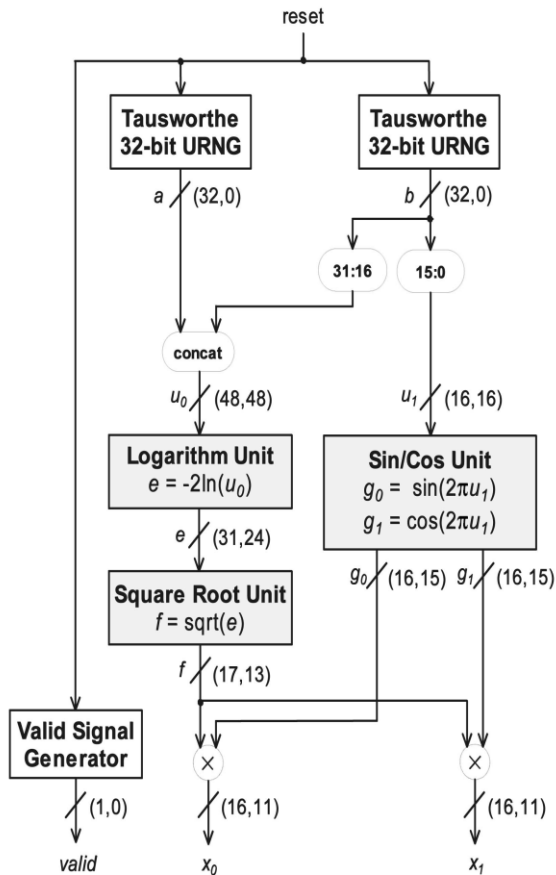 reset
Tausworthe
32-bit URNG
Tausworthe
32-bit URNG
a
(32,0)
b
(32,0)
31:16
15:0
concat
u₀
(48,48)
u₁
(16,16)
Logarithm Unit
e = -2ln(u₀)
Sin/Cos Unit
g₀ = sin(2πu₁)
g₁ = cos(2πu₁)
e
(31,24)
g₀
(16,15)
g₁
(16,15)
Square Root Unit
f = sqrt(e)
f
(17,13)
Valid Signal
Generator
×
×
(1,0)
(16,11)
(16,11)
valid
x₀
x₁